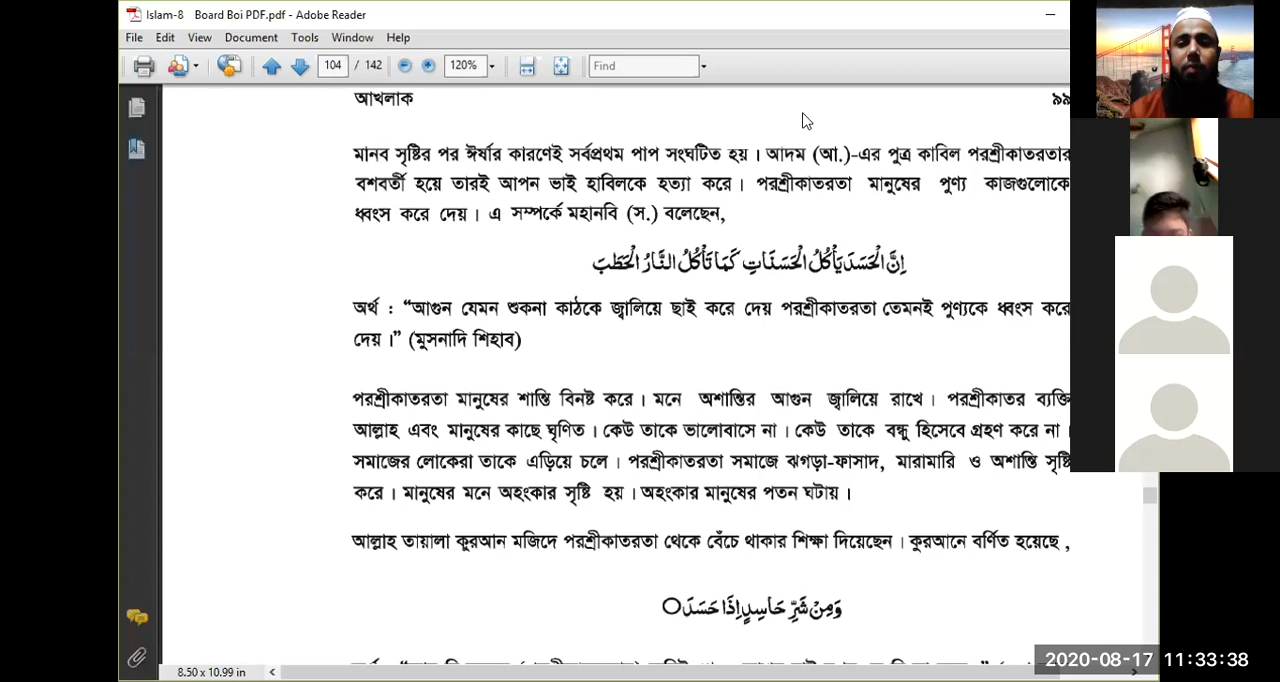 Islam-8 Board Boi PDF.pdf - Adobe Reader
File Edit View Document Tools Window Help
104 / 142 120% Find
আখলাক ৯৯
মানব সৃষ্টির পর ঈর্ষার কারণেই সর্বপ্রথম পাপ সংঘটিত হয়। আদম (আ.)-এর পুত্র কাবিল পরশ্রীকাতরতার
বশবর্তী হয়ে তারই আপন ভাই হাবিলকে হত্যা করে। পরশ্রীকাতরতা মানুষের পুণ্য কাজগুলোকে
ধ্বংস করে দেয়। এ সম্পর্কে মহানবি (স.) বলেছেন,
اِنَّ الْحَسَدَ يَأْكُلُ الْحَسَنَاتِ كَمَا تَأْكُلُ النَّارُ الْحَطَبَ
অর্থ : “আগুন যেমন শুকনা কাঠকে জ্বালিয়ে ছাই করে দেয় পরশ্রীকাতরতা তেমনই পুণ্যকে ধ্বংস করে
দেয়।” (মুসনাদি শিহাব)
পরশ্রীকাতরতা মানুষের শান্তি বিনষ্ট করে। মনে অশান্তির আগুন জ্বালিয়ে রাখে। পরশ্রীকাতর ব্যক্তি
আল্লাহ এবং মানুষের কাছে ঘৃণিত। কেউ তাকে ভালোবাসে না। কেউ তাকে বন্ধু হিসেবে গ্রহণ করে না।
সমাজের লোকেরা তাকে এড়িয়ে চলে। পরশ্রীকাতরতা সমাজে ঝগড়া-ফাসাদ, মারামারি ও অশান্তি সৃষ্টি
করে। মানুষের মনে অহংকার সৃষ্টি হয়। অহংকার মানুষের পতন ঘটায়।
আল্লাহ তায়ালা কুরআন মজিদে পরশ্রীকাতরতা থেকে বেঁচে থাকার শিক্ষা দিয়েছেন। কুরআনে বর্ণিত হয়েছে,
وَمِنْ شَرِّ حَاسِدٍ اِذَا حَسَدَ
8.50 x 10.99 in
2020-08-17 11:33:38